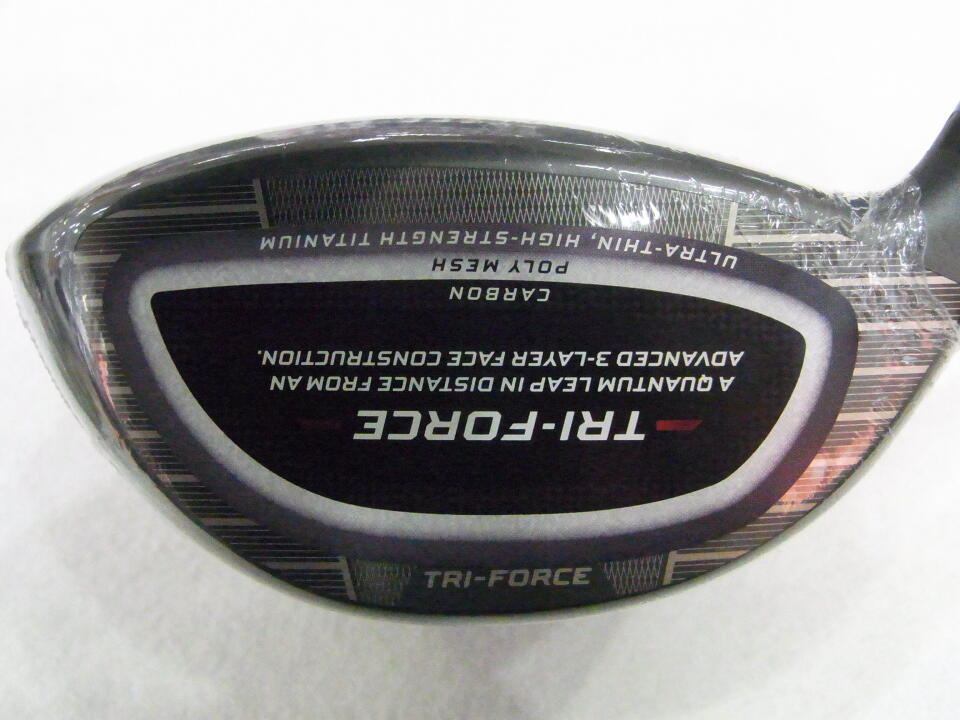 TRI-FORCE
A QUANTUM LEAP IN DISTANCE FROM AN
ADVANCED 3-LAYER FACE CONSTRUCTION.
CARBON
POLY MESH
ULTRA-THIN, HIGH-STRENGTH TITANIUM
TRI-FORCE